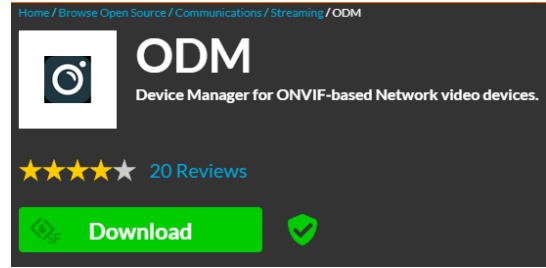 Home / Browse Open Source / Communications / Streaming / ODM
ODM
Device Manager for ONVIF-based Network video devices.
20 Reviews
SF Download